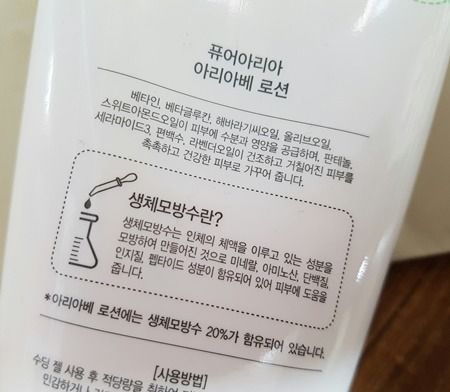 퓨어아리아
아리아베 로션
베타인, 베타글루칸, 해바라기씨오일, 올리브오일,
스위트아몬드오일이 피부에 수분과 영양을 공급하며, 판테놀,
세라마이드3, 편백수, 라벤더오일이 건조하고 거칠어진 피부를
촉촉하고 건강한 피부로 가꾸어 줍니다.
생체모방수란?
생체모방수는 인체의 체액을 이루고 있는 성분을
모방하여 만들어진 것으로 미네랄, 아미노산, 단백질,
인지질, 펩타이드 성분이 함유되어 있어 피부에 도움을
줍니다.
*아리아베 로션에는 생체모방수 20%가 함유되어 있습니다.
[사용방법]
수딩 젤 사용 후 적당량을 취하여